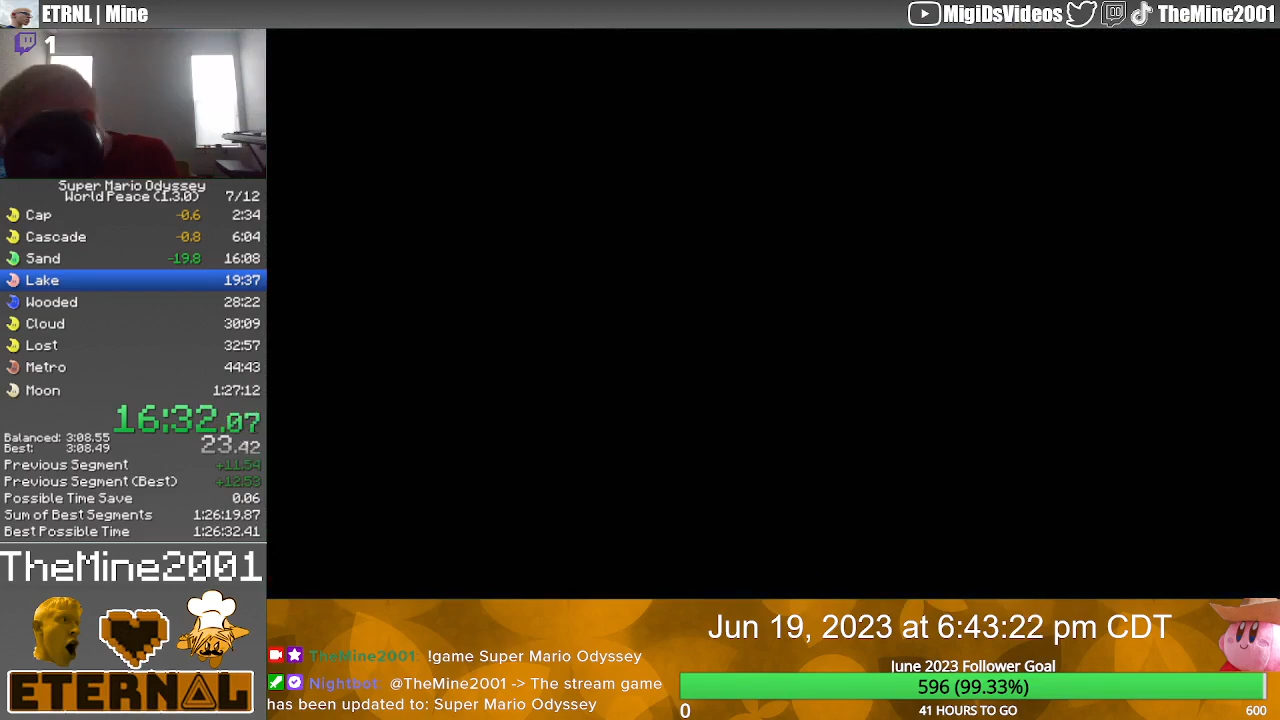 ETRNL | Mine
MigiDsVideos
TheMine2001
1
Super Mario Odyssey
World Peace (1.3.0) 7/12
Cap -0.6 2:34
Cascade -0.8 6:04
Sand -19.8 16:08
Lake 19:37
Wooded 28:22
Cloud 30:09
Lost 32:57
Metro 44:43
Moon 1:27:12
16:32.07
Balanced: 3:08.55
Best: 3:08.49
23.42
Previous Segment +11.54
Previous Segment (Best) +12.53
Possible Time Save 0.06
Sum of Best Segments 1:26:19.87
Best Possible Time 1:26:32.41
TheMine2001
ETERNAL
TheMine2001: !game Super Mario Odyssey
Nightbot: @TheMine2001 -> The stream game
has been updated to: Super Mario Odyssey
Jun 19, 2023 at 6:43:22 pm CDT
June 2023 Follower Goal
596 (99.33%)
0 41 HOURS TO GO 600